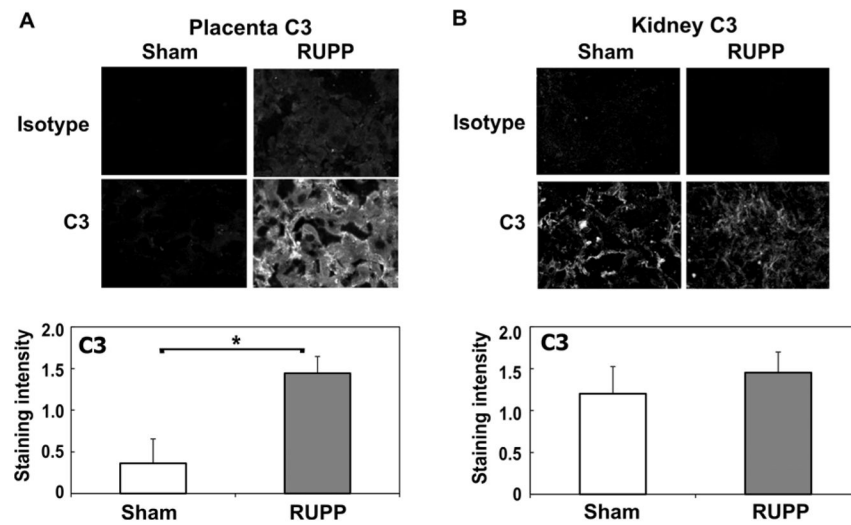 A
Placenta C3
Sham RUPP
Isotype
C3
C3
*
Staining intensity
2.0
1.5
1.0
0.5
0
Sham RUPP
B
Kidney C3
Sham RUPP
Isotype
C3
C3
Staining intensity
2.0
1.5
1.0
0.5
0
Sham RUPP